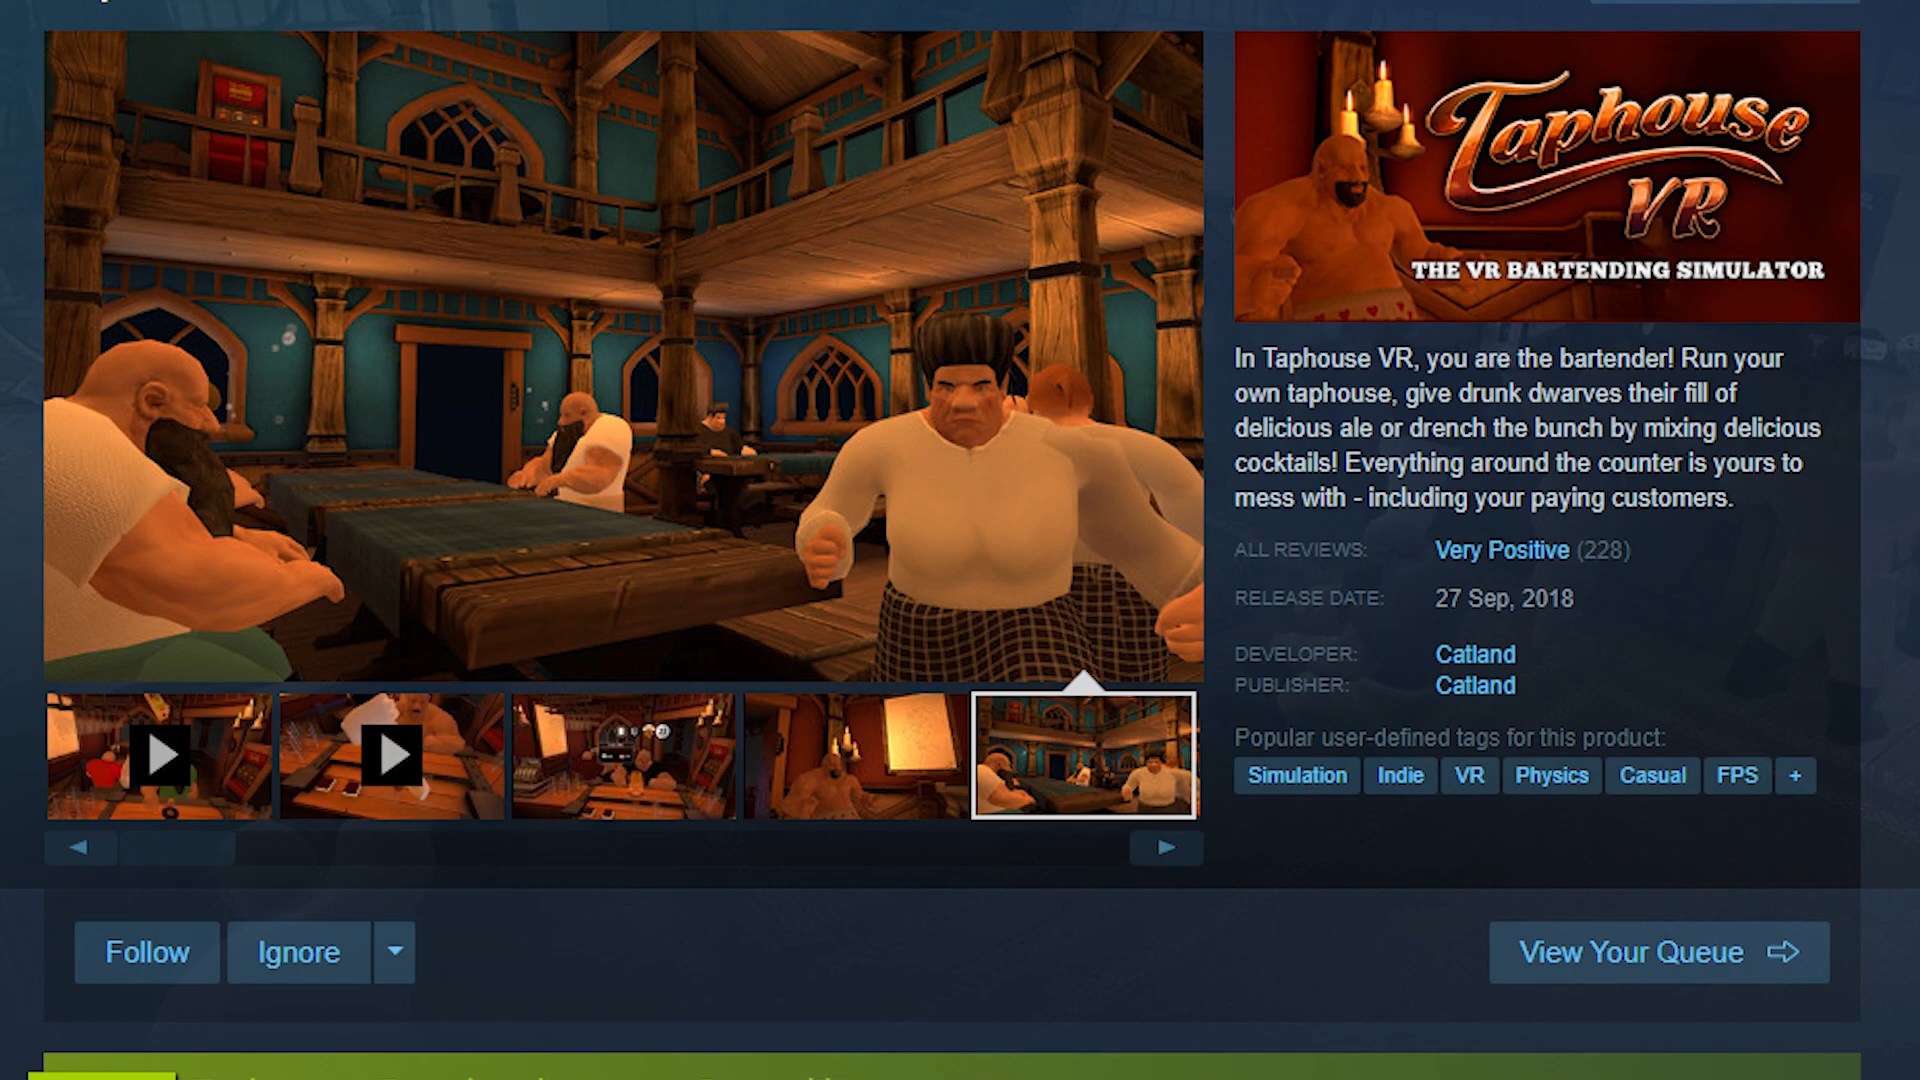 Taphouse
VR
THE VR BARTENDING SIMULATOR
In Taphouse VR, you are the bartender! Run your
own taphouse, give drunk dwarves their fill of
delicious ale or drench the bunch by mixing delicious
cocktails! Everything around the counter is yours to
mess with - including your paying customers.
ALL REVIEWS: Very Positive (228)
RELEASE DATE: 27 Sep, 2018
DEVELOPER: Catland
PUBLISHER: Catland
Popular user-defined tags for this product:
Simulation Indie VR Physics Casual FPS +
Follow Ignore View Your Queue